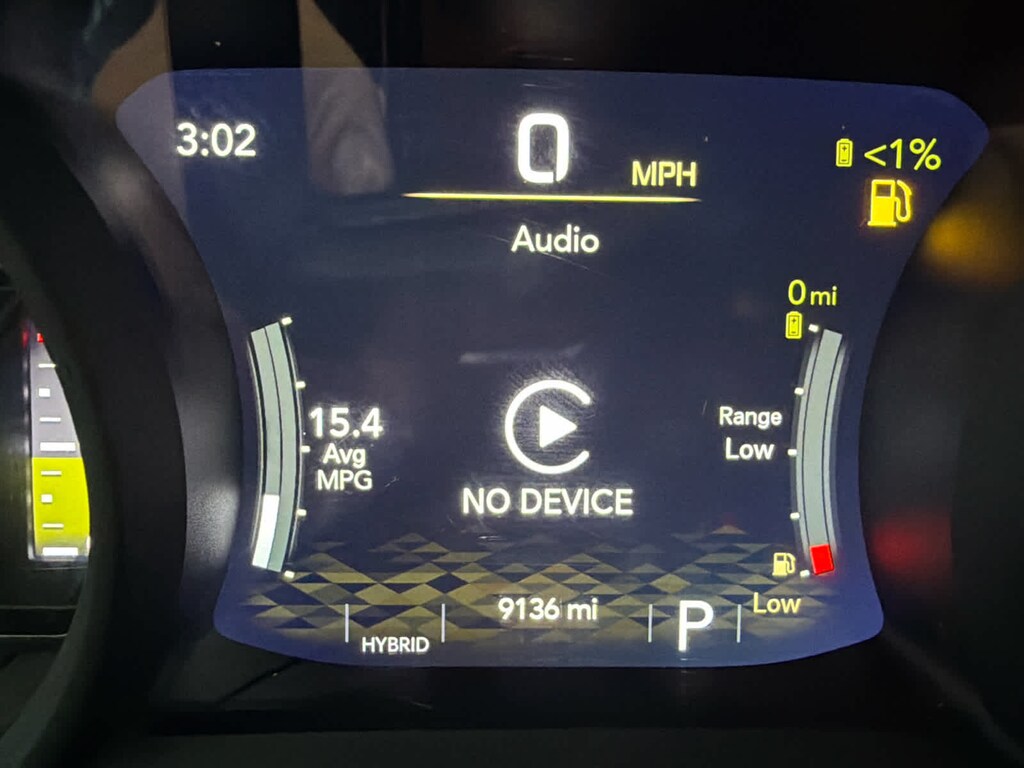 3:02
0 MPH
<1%
Audio
0 mi
15.4
Avg
MPG
Range
Low
NO DEVICE
HYBRID
9136 mi
P
Low